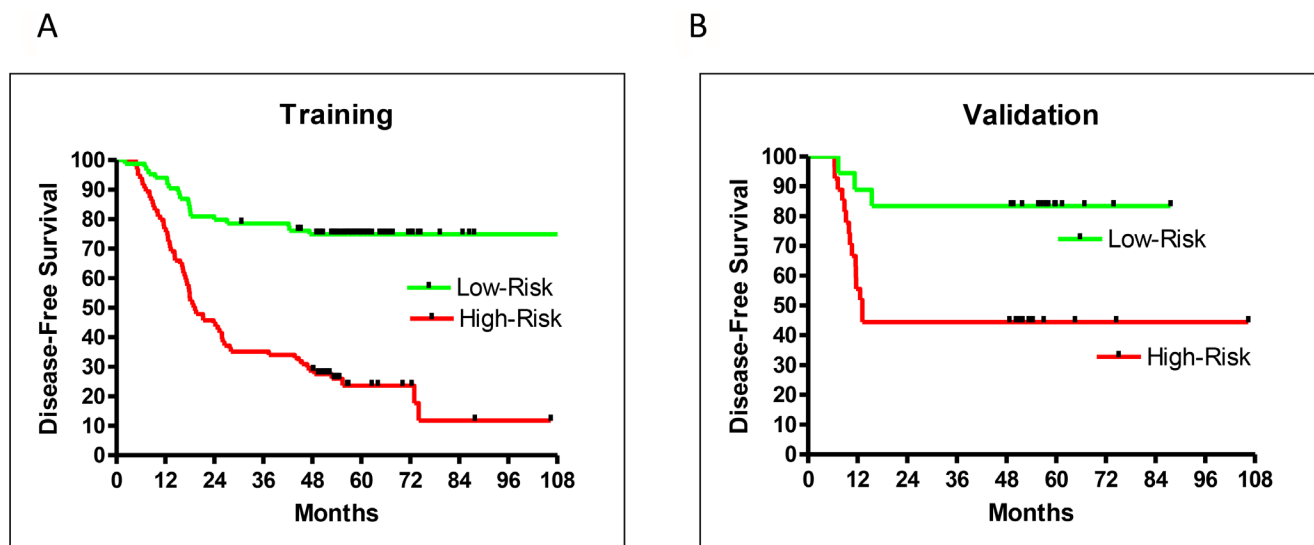 A
B
Training
100
90
80
70
60
50
40
30
20
10
0
Disease-Free Survival
Low-Risk
High-Risk
0 12 24 36 48 60 72 84 96 108
Months
Validation
100
90
80
70
60
50
40
30
20
10
0
Disease-Free Survival
Low-Risk
High-Risk
0 12 24 36 48 60 72 84 96 108
Months